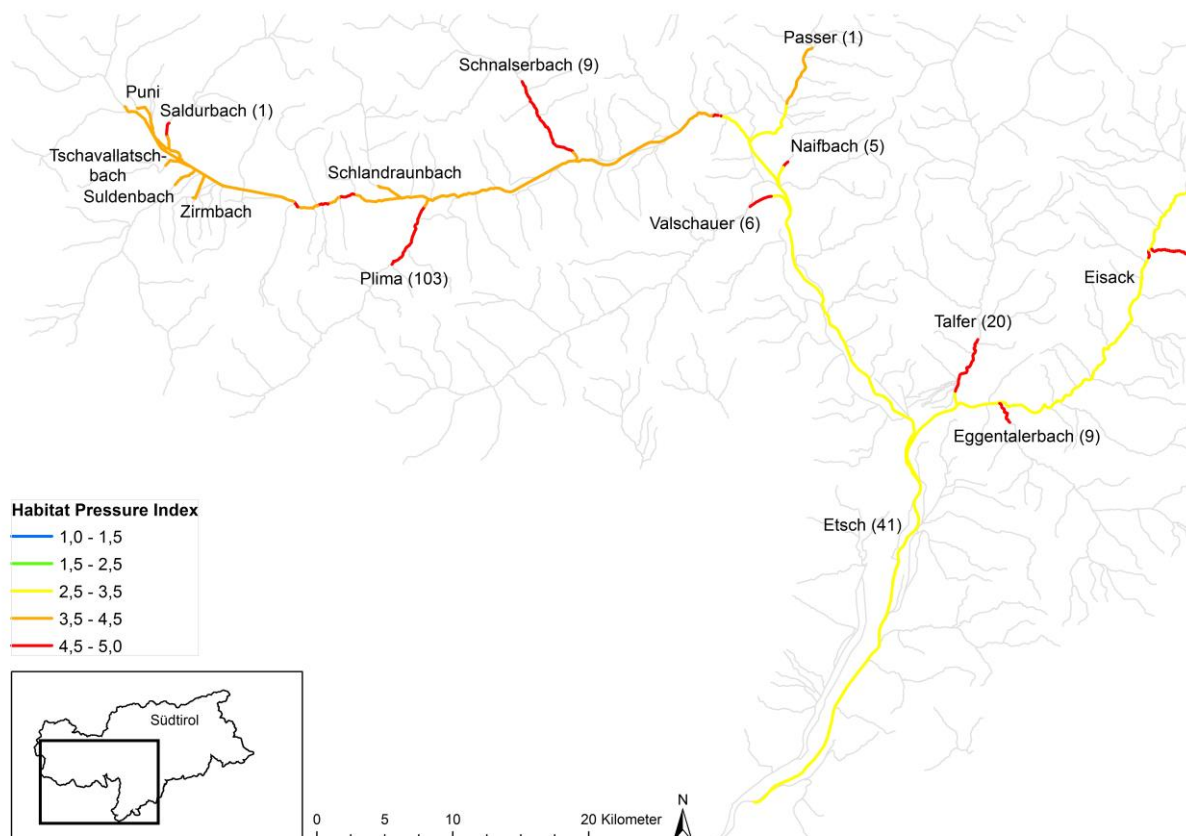 Passer (1)
Schnalserbach (9)
Puni
Saldurbach (1)
Naifbach (5)
Tschavallatsch-
bach
Schlandraunbach
Suldenbach
Zirmbach
Valschauer (6)
Plima (103)
Eisack
Talfer (20)
Eggentalerbach (9)
Etsch (41)
Habitat Pressure Index
1,0 - 1,5
1,5 - 2,5
2,5 - 3,5
3,5 - 4,5
4,5 - 5,0
Südtirol
0 5 10 20 Kilometer
N